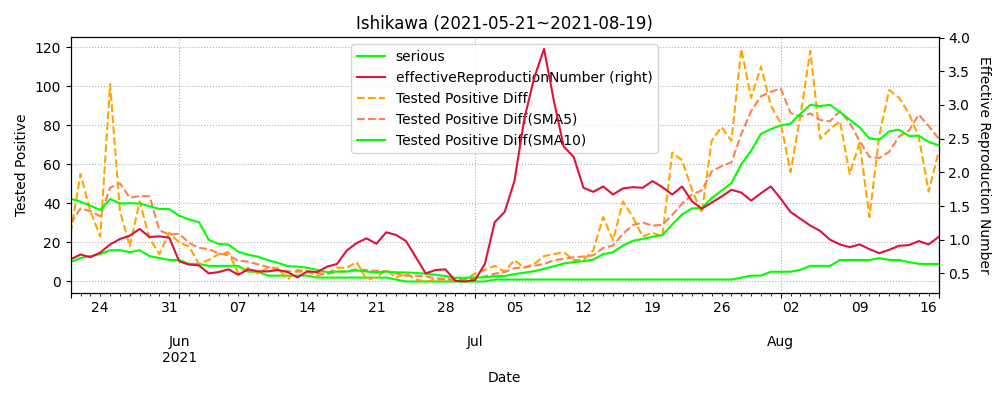 Ishikawa (2021-05-21~2021-08-19)
serious
effectiveReproductionNumber (right)
Tested Positive Diff
Tested Positive Diff(SMA5)
Tested Positive Diff(SMA10)
Tested Positive
120
100
80
60
40
20
0
4.0
3.5
3.0
2.5
2.0
1.5
1.0
0.5
Effective Reproduction Number
24 31 07 14 21 28 05 12 19 26 02 09 16
Jun Jul Aug
2021
Date